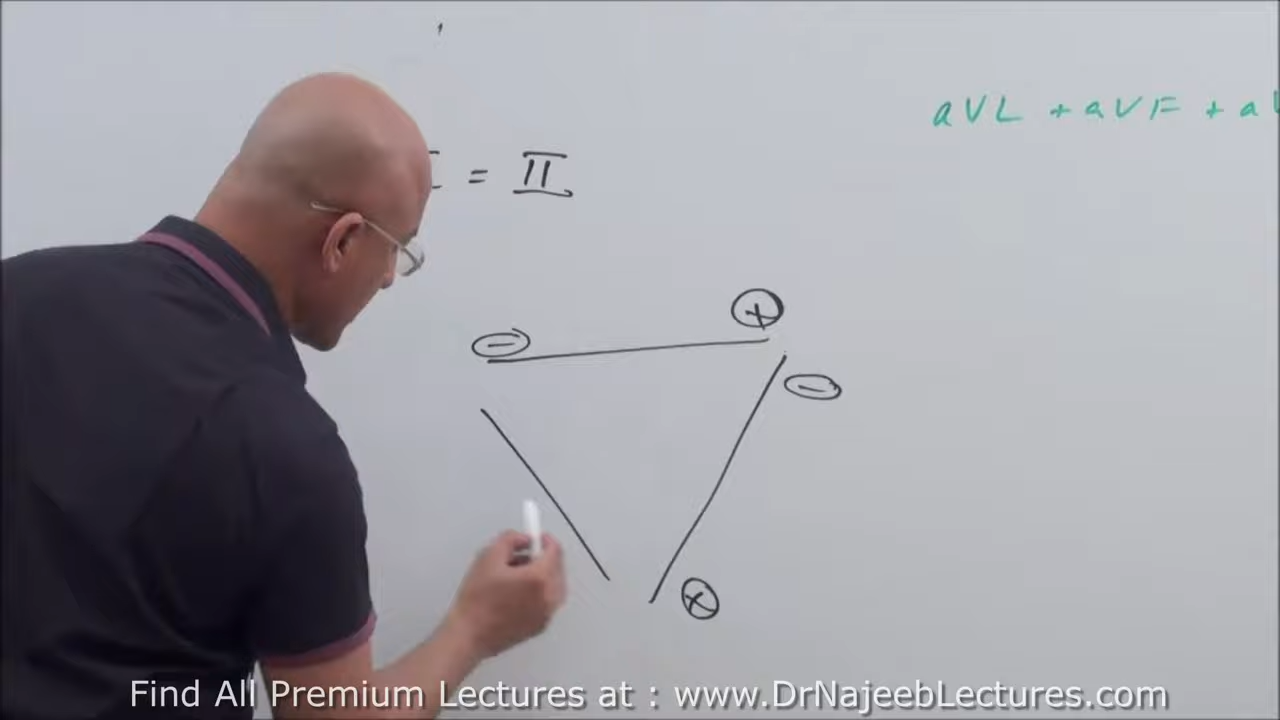 aVL + aVF + a
= II
−
+
−
+
Find All Premium Lectures at : www.DrNajeebLectures.com